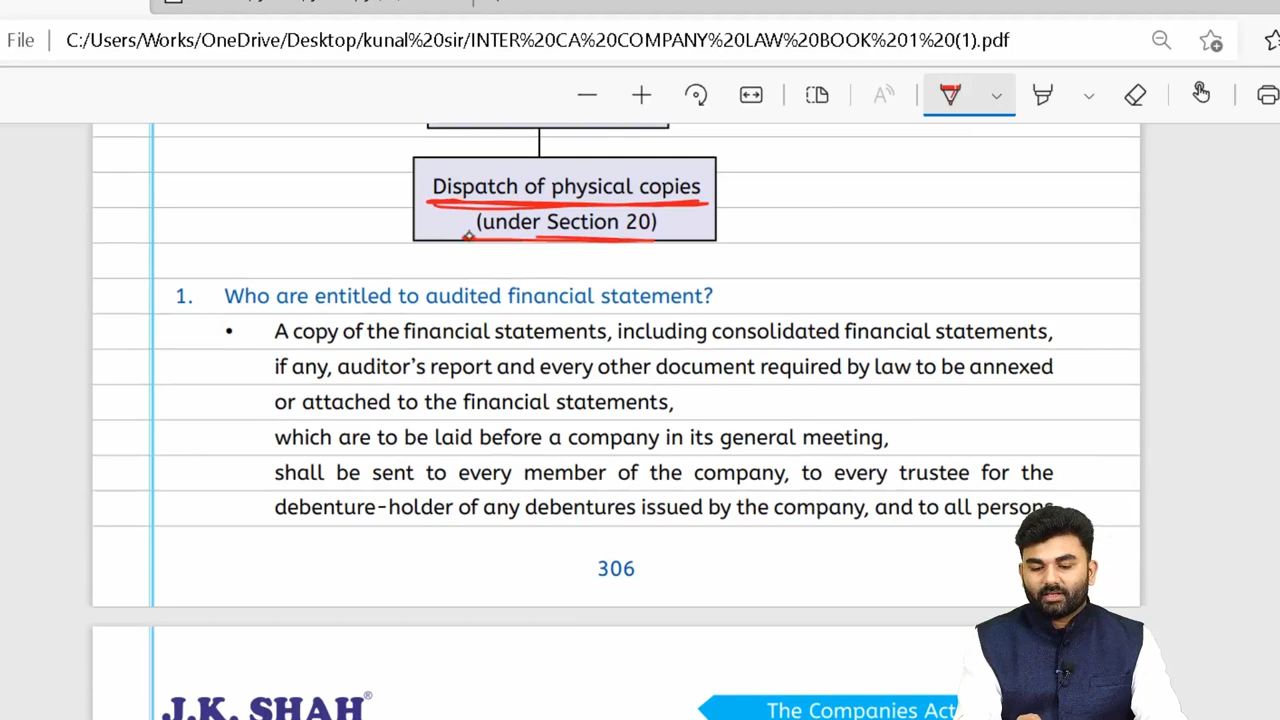 File
C:/Users/Works/OneDrive/Desktop/kunal%20sir/INTER%20CA%20COMPANY%20LAW%20BOOK%201%20(1).pdf
Dispatch of physical copies
(under Section 20)
1. Who are entitled to audited financial statement?
• A copy of the financial statements, including consolidated financial statements,
if any, auditor's report and every other document required by law to be annexed
or attached to the financial statements,
which are to be laid before a company in its general meeting,
shall be sent to every member of the company, to every trustee for the
debenture-holder of any debentures issued by the company, and to all persons
306
J.K. SHAH®
The Companies Act